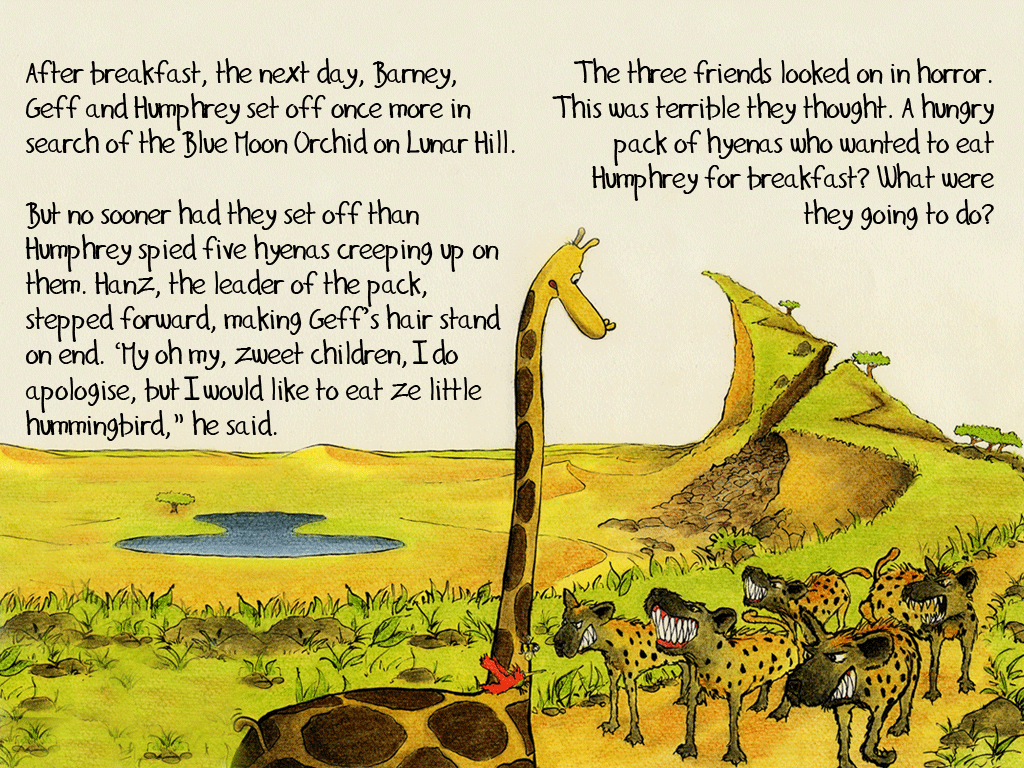 After breakfast, the next day, Barney,
Geff and Humphrey set off once more in
search of the Blue Moon Orchid on Lunar Hill.
But no sooner had they set off than
Humphrey spied five hyenas creeping up on
them. Hanz, the leader of the pack,
stepped forward, making Geff's hair stand
on end. ‘My oh my, zweet children, I do
apologise, but I would like to eat ze little
hummingbird,” he said.
The three friends looked on in horror.
This was terrible they thought. A hungry
pack of hyenas who wanted to eat
Humphrey for breakfast? What were
they going to do?